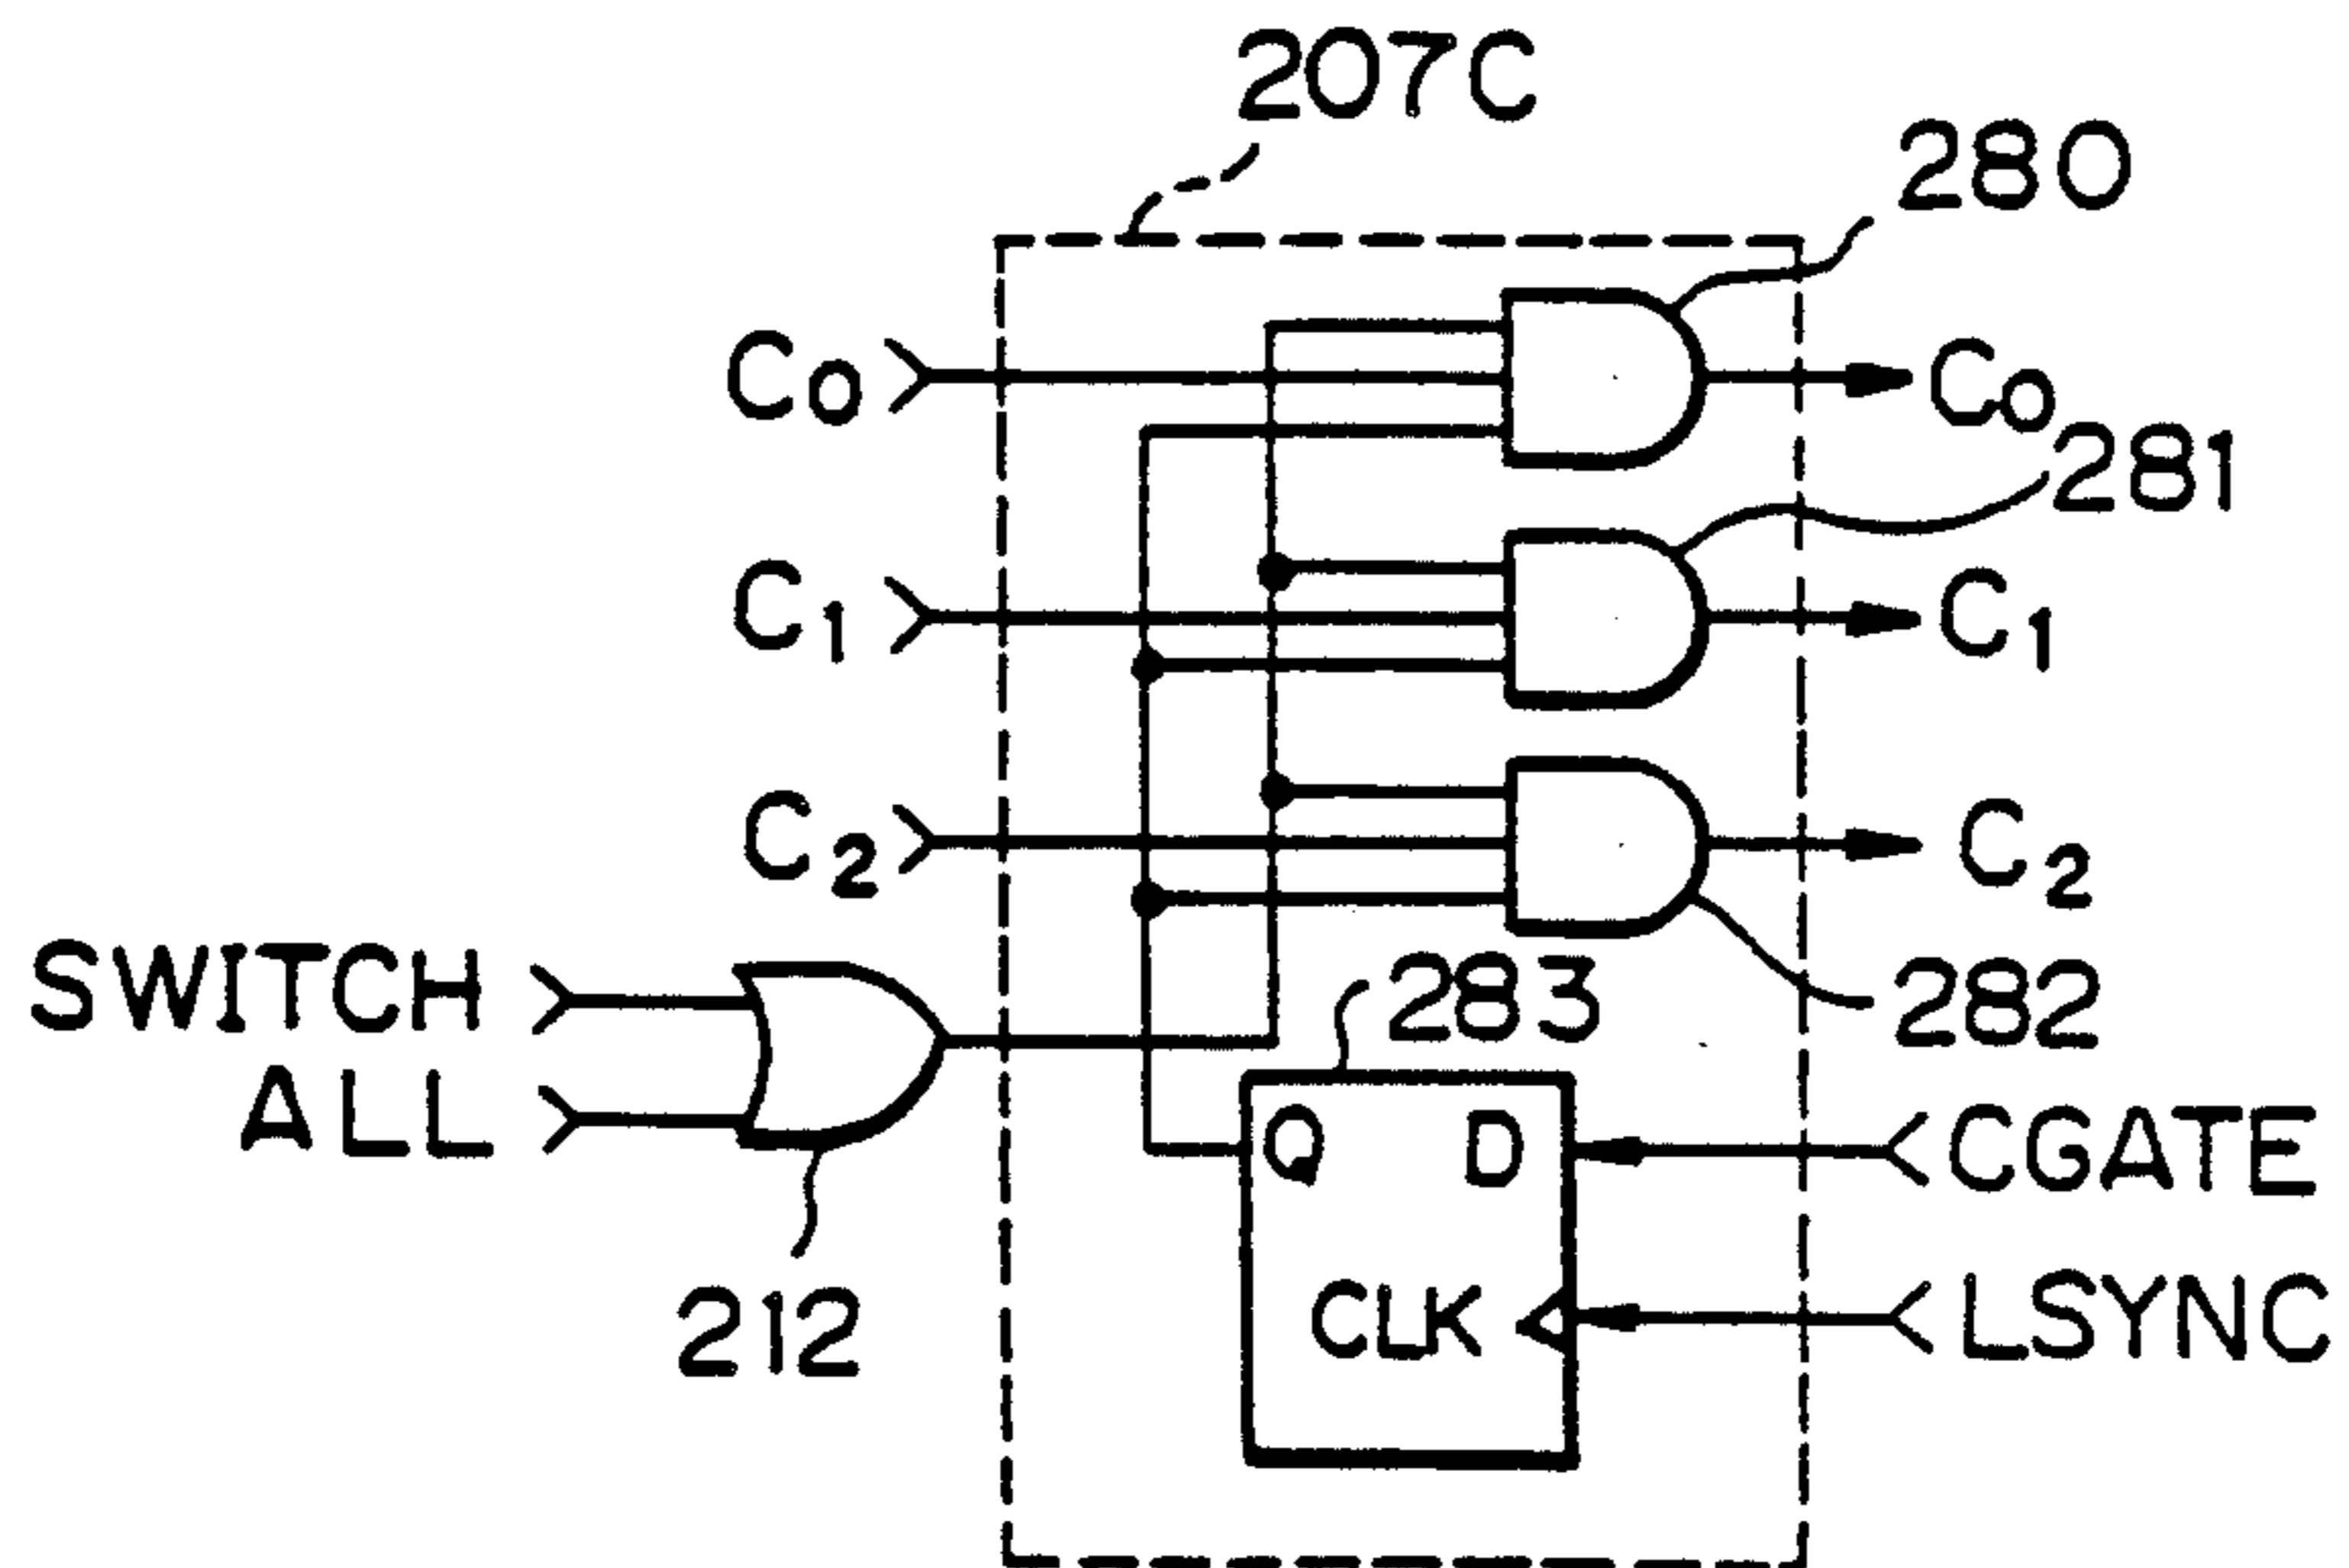 207C
280
C0
C0
281
C1
C1
C2
C2
SWITCH
283
282
ALL
Q D
CGATE
212
CLK
LSYNC